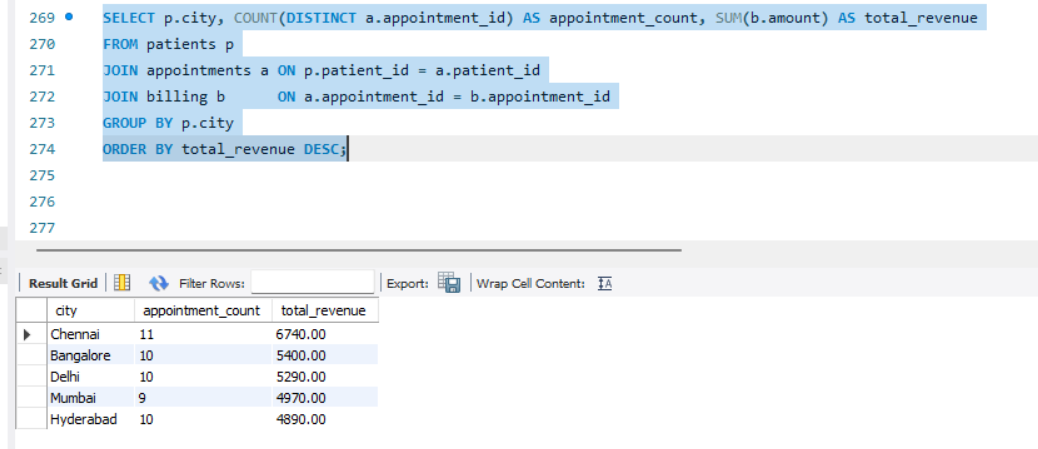 269 SELECT p.city, COUNT(DISTINCT a.appointment_id) AS appointment_count, SUM(b.amount) AS total_revenue
270 FROM patients p
271 JOIN appointments a ON p.patient_id = a.patient_id
272 JOIN billing b      ON a.appointment_id = b.appointment_id
273 GROUP BY p.city
274 ORDER BY total_revenue DESC;
275
276
277
Result Grid Filter Rows: Export: Wrap Cell Content: IA
city appointment_count total_revenue
Chennai 11 6740.00
Bangalore 10 5400.00
Delhi 10 5290.00
Mumbai 9 4970.00
Hyderabad 10 4890.00